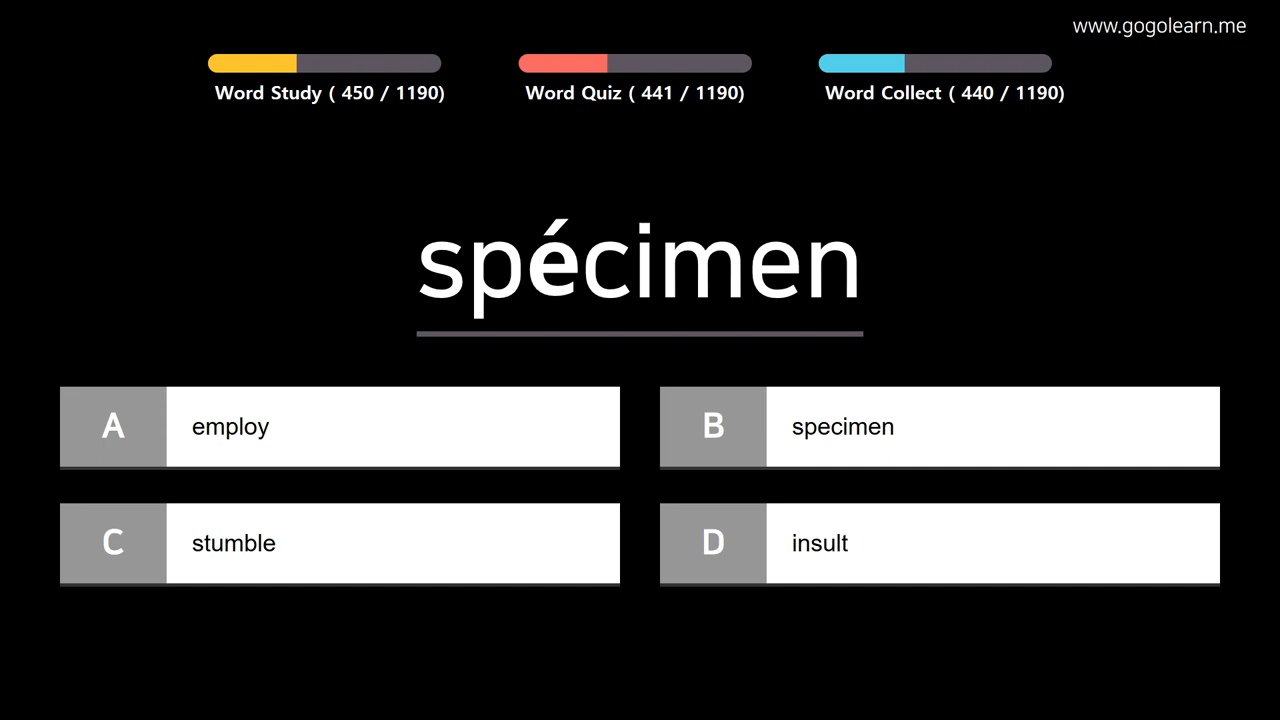 www.gogolearn.me
Word Study ( 450 / 1190)
Word Quiz ( 441 / 1190)
Word Collect ( 440 / 1190)
spécimen
A employ
B specimen
C stumble
D insult